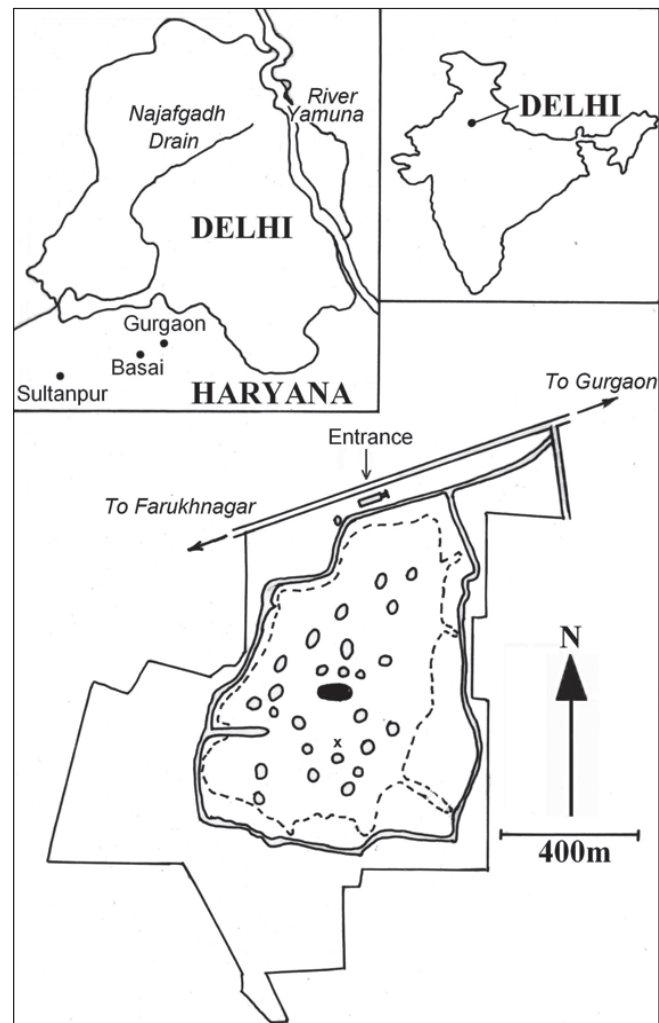 River
Yamuna
Najafgadh
Drain
DELHI
Gurgaon
Basai
Sultanpur
HARYANA
DELHI
To Gurgaon
Entrance
To Farukhnagar
x
N
400m